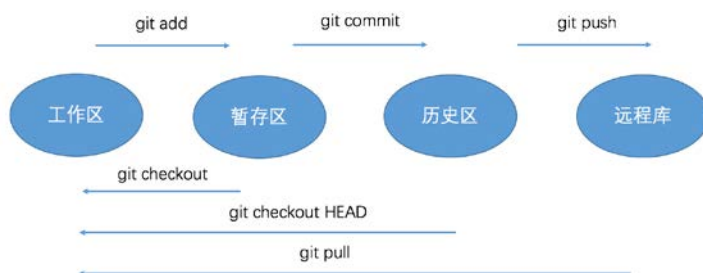 git add
git commit
git push
工作区
暂存区
历史区
远程库
git checkout
git checkout HEAD
git pull